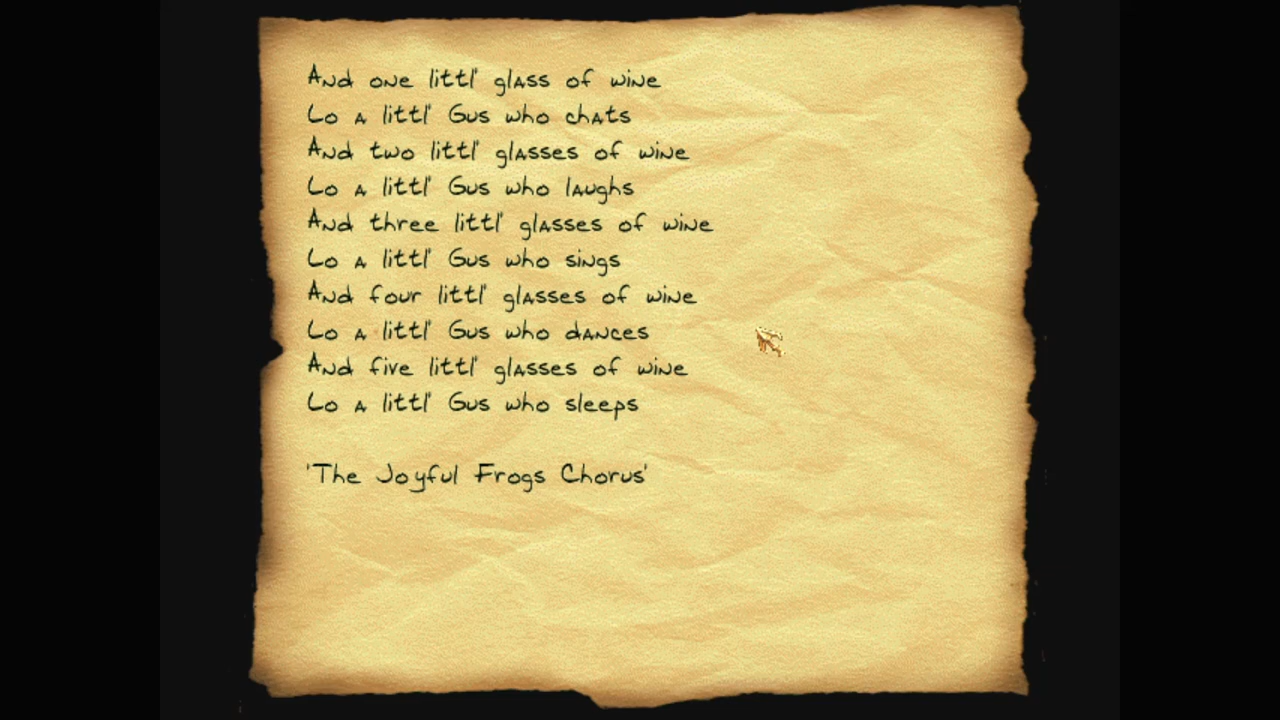 And one littl' glass of wine
Lo a littl' Gus who chats
And two littl' glasses of wine
Lo a littl' Gus who laughs
And three littl' glasses of wine
Lo a littl' Gus who sings
And four littl' glasses of wine
Lo a littl' Gus who dances
And five littl' glasses of wine
Lo a littl' Gus who sleeps
'The Joyful Frogs Chorus'